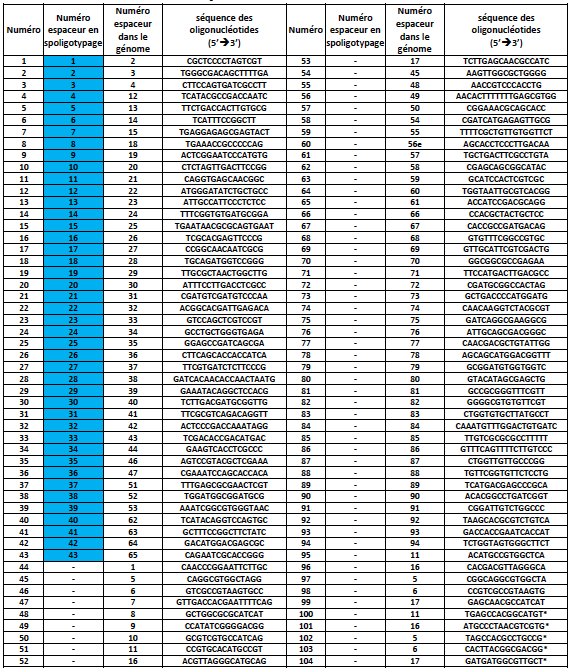 Numéro Numéro espaceur en spoligotypage Numéro espaceur dans le génome séquence des oligonucléotides (5’→3’) Numéro Numéro espaceur en spoligotypage Numéro espaceur dans le génome séquence des oligonucléotides (5’→3’)
1 1 2 CGCTCCCCTAGTCGT 53 - 17 TCTTGAGCAACGCCATC
2 2 3 TGGGCGACAGCTTTTGA 54 - 45 AAGTTGGCGCTGGGG
3 3 4 CTTCCAGTGATCGCCTT 55 - 48 AACCGTCCCACCTG
4 4 12 TCATACGCCGACCAATC 56 - 49 AACACTTTTTTTGAGCGTGG
5 5 13 TTCTGACCACTTGTGCG 57 - 50 CGGAAACGCAGCACC
6 6 14 TCATTTCCGGCTT 58 - 54 CGATCATGAGAGTTGCG
7 7 15 TGAGGAGAGCGAGTACT 59 - 55 TTTTCGCTGTTGTGGTTCT
8 8 18 TGAAACCGCCCCCAG 60 - 56e AGCACCTCCCTTGACAA
9 9 19 ACTCGGAATCCCATGTG 61 - 57 TGCTGACTTCGCCTGTA
10 10 20 CTCTAGTTGACTTCCGG 62 - 58 CGAGCAGCGGCATAC
11 11 21 CAGGTGAGCAACGGC 63 - 59 GCATCCACTCGTCGC
12 12 22 ATGGGATATCTGCTGCC 64 - 60 TGGTAATTGCGTCACGG
13 13 23 ATTGCCATTCCCTCTCC 65 - 61 ACCATCCGACGCAGG
14 14 24 TTTCGGTGTGATGCGGA 66 - 66 CCACGCTACTGCTCC
15 15 25 TGAATAACGCGCAGTGAAT 67 - 67 CACCGCCGATGACAG
16 16 26 TCGCACGAGTTCCCG 68 - 68 GTGTTTCGGCCGTGC
17 17 27 CCGGCAACAATCGCG 69 - 69 GTTGCATTCGTCGACTG
18 18 28 TGCAGATGGTCCGGG 70 - 70 GGCGGCGCCGAGAA
19 19 29 TTGCGCTAACTGGCTTG 71 - 71 TTCCATGACTTGACGCC
20 20 30 ATTTCCTTGACCTCGCC 72 - 72 CGATGCGGCCACTAG
21 21 31 CGATGTCGATGTCCCAA 73 - 73 GCTGACCCCATGGATG
22 22 32 ACGGCACGATTGAGACA 74 - 74 CAACAAGGTCTACGCGT
23 23 33 GTCCAGCTCGTCCGT 75 - 75 GATCAGGCGAAGGCG
24 24 34 GCCTGCTGGGTGAGA 76 - 76 ATTGCAGCGACGGGC
25 25 35 GGAGCCGATCAGCGA 77 - 77 CAACGACGCTGTATTGG
26 26 36 CTTCAGCACCACCATCA 78 - 78 AGCAGCATGGACGGTTT
27 27 37 TTCGTGATCTCTTCCCG 79 - 79 GCGGATGTGGTGGTC
28 28 38 GATCACAACACCAACTAATG 80 - 80 GTACATAGCGAGCTG
29 29 39 GAAATACAGGCTCCACG 81 - 81 GCCGCGGGTTTCGTT
30 30 40 TCTTGACGATGCGGTTG 82 - 82 GGGGCGTGTGTTCGT
31 31 41 TTCGCGTCAGACAGGTT 83 - 83 CTGGTGTGCTTATGCCT
32 32 42 ACTCCCGACCAAATAGG 84 - 84 CAAATGTTTGGACTGTGATC
33 33 43 TCGACACCGACATGAC 85 - 85 TTGTCGCGCGCCTTTTT
34 34 44 GAAGTCACCTCGCCC 86 - 86 GTTTCAGTTTTCTTGTCCC
35 35 46 AGTCCGTACGCTCGAAA 87 - 87 CTGGTTGTTGCCCGG
36 36 47 CGAAATCCAGCACCACA 88 - 88 TGTTCGGTGTTCTCCTG
37 37 51 TTTGAGCGCGAACTCGT 89 - 89 TCATGACGAGCCCGCA
38 38 52 TGGATGGCGGATGCG 90 - 90 ACACGGCCTGATCGGT
39 39 53 AAATCGGCGTGGGTAAC 91 - 91 CGGATTGTCTGGCCC
40 40 62 TCATACAGGTCCAGTGC 92 - 92 TAAGCACGCGTCTGTCA
41 41 63 GCTTTCCGGCTTCTATC 93 - 93 GACCACCGAATCACCAT
42 42 64 GACATGGACGAGCGC 94 - 94 TCTGGTAGTGGGCTTCT
43 43 65 CAGAATCGCACCGGG 95 - 11 ACATGCCGTGGCTCA
44 - 1 CAACCCGGAATTCTTGC 96 - 16 CACGACGTTAGGGCA
45 - 5 CAGGCGTGGCTAGG 97 - 5 CGGCAGGCGTGGCTA
46 - 6 GTCGCCGTAAGTGCC 98 - 6 CCGTCGCCGTAAGTG
47 - 7 GTTGACCACGAATTTTCAG 99 - 17 GAGCAACGCCATCAT
48 - 8 GCTGGCGCGCATCAT 100 - 11 TGAGCCACGGCATGT*
49 - 9 CCATATCGGGGACGG 101 - 16 ATGCCCTAACGTCGTG*
50 - 10 GCGTCGTGCCATCAG 102 - 5 TAGCCACGCCTGCCG*
51 - 11 CCGTGCACATGCCGT 103 - 6 CACTTACGGCGACGG*
52 - 16 ACGTTAGGGCATGCAG 104 - 17 GATGATGGCGTTGCT*